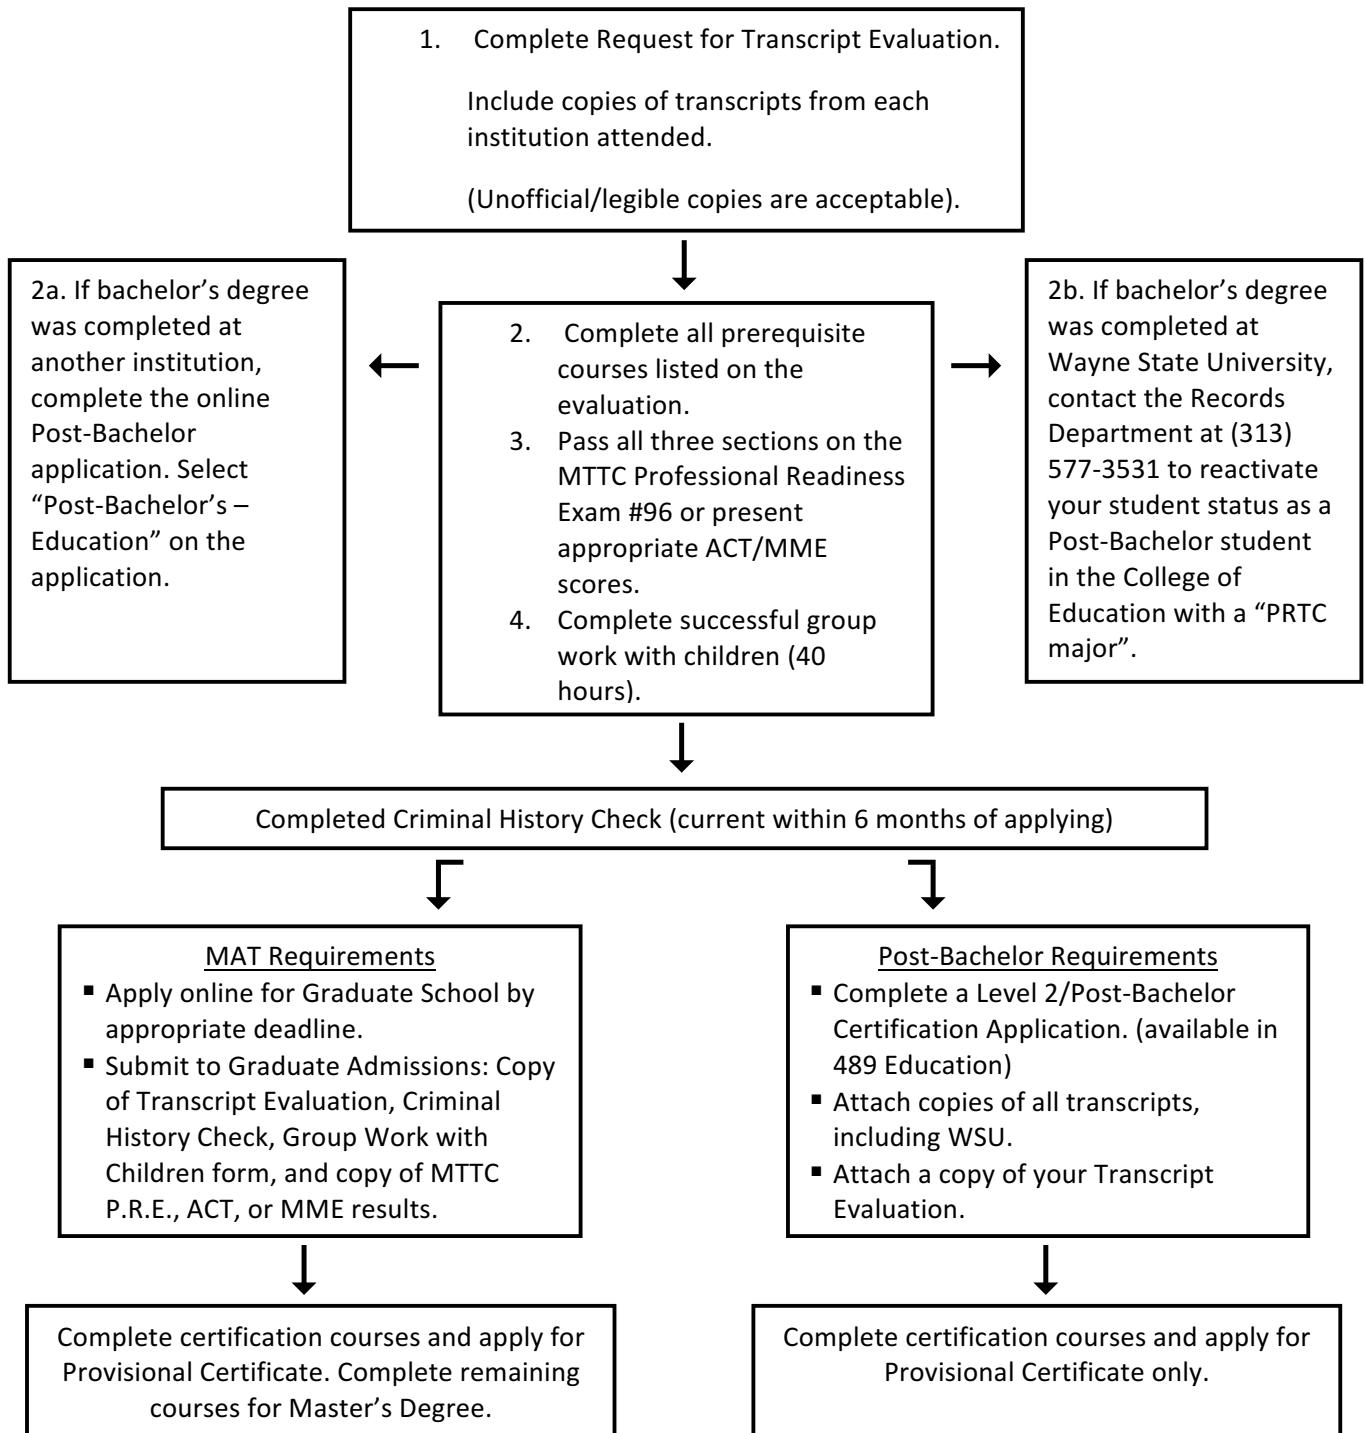 1. Complete Request for Transcript Evaluation.
Include copies of transcripts from each
institution attended.
(Unofficial/legible copies are acceptable).
2a. If bachelor’s degree
was completed at
another institution,
complete the online
Post-Bachelor
application. Select
“Post-Bachelor’s –
Education” on the
application.
2. Complete all prerequisite
courses listed on the
evaluation.
3. Pass all three sections on the
MTTC Professional Readiness
Exam #96 or present
appropriate ACT/MME
scores.
4. Complete successful group
work with children (40
hours).
2b. If bachelor’s degree
was completed at
Wayne State University,
contact the Records
Department at (313)
577-3531 to reactivate
your student status as a
Post-Bachelor student
in the College of
Education with a “PRTC
major”.
Completed Criminal History Check (current within 6 months of applying)
MAT Requirements
▪ Apply online for Graduate School by
appropriate deadline.
▪ Submit to Graduate Admissions: Copy
of Transcript Evaluation, Criminal
History Check, Group Work with
Children form, and copy of MTTC
P.R.E., ACT, or MME results.
Post-Bachelor Requirements
▪ Complete a Level 2/Post-Bachelor
Certification Application. (available in
489 Education)
▪ Attach copies of all transcripts,
including WSU.
▪ Attach a copy of your Transcript
Evaluation.
Complete certification courses and apply for
Provisional Certificate. Complete remaining
courses for Master’s Degree.
Complete certification courses and apply for
Provisional Certificate only.